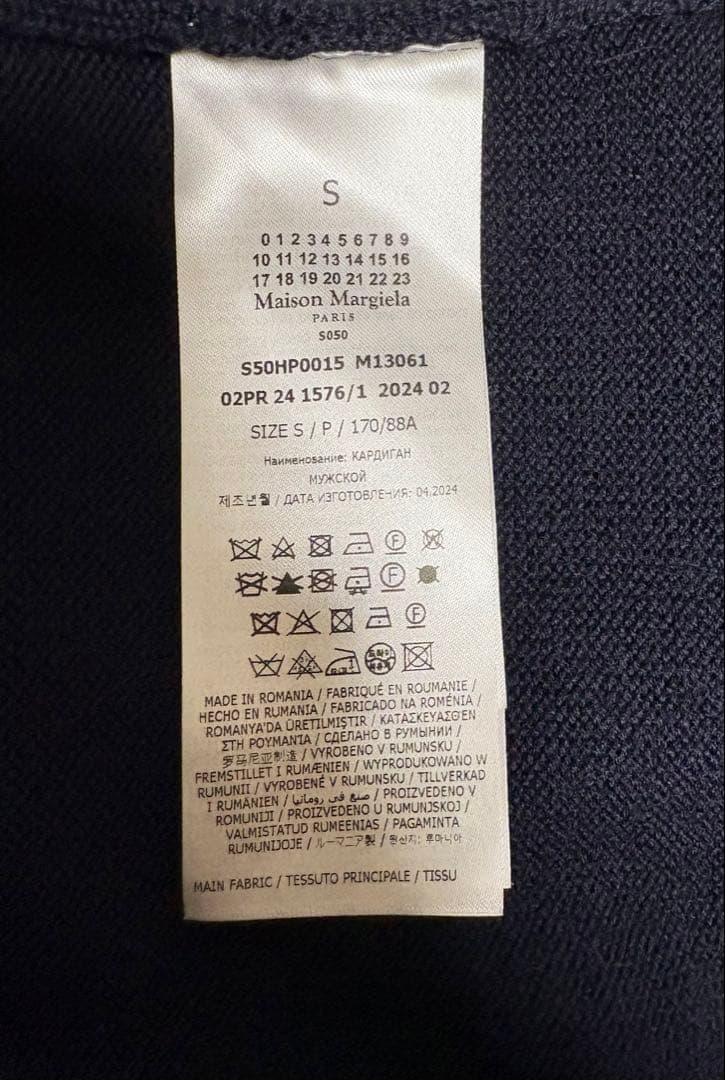 S
0 1 2 3 4 5 6 7 8 9
10 11 12 13 14 15 16
17 18 19 20 21 22 23
Maison Margiela
PARIS
S050
S50HP0015 M13061
02PR 24 1576/1 2024 02
SIZE S / P / 170/88A
Наименование: КАРДИГАН
МУЖСКОЙ
제조년월 / ДАТА ИЗГОТОВЛЕНИЯ: 04.2024
F
F
F
MADE IN ROMANIA / FABRIQUÉ EN ROUMANIE /
HECHO EN RUMANIA / FABRICADO NA ROMÉNIA /
ROMANYA'DA ÜRETILMIŞTIR / ΚΑΤΑΣΚΕΥΑΣΘΕΝ
ΣΤΗ ΡΟΥΜΑΝΙΑ / СДЕЛАНО В РУМЫНИИ /
罗马尼亚制造 / VYROBENO V RUMUNSKU /
FREMSTILLET I RUMÆNIEN / WYPRODUKOWANO W
RUMUNII / VYROBENÉ V RUMUNSKU / TILLVERKAD
I RUMÄNIEN / صنع في رومانيا / PROIZVEDENO V
ROMUNIJI / PROIZVEDENO U RUMUNJSKOJ /
VALMISTATUD RUMEENIAS / PAGAMINTA
RUMUNIJOJE / ルーマニア製 / 원산지: 루마니아
MAIN FABRIC / TESSUTO PRINCIPALE / TISSU